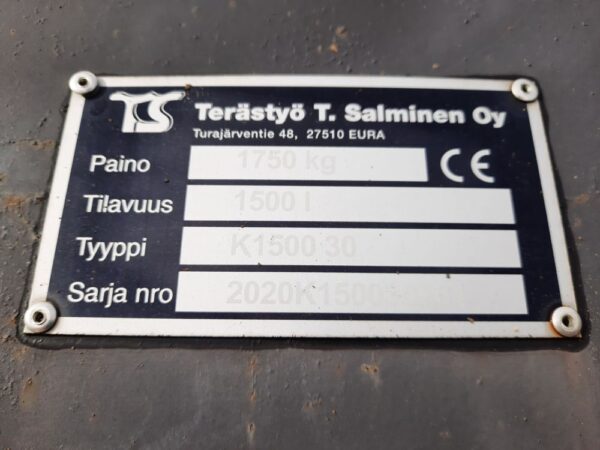 TS Terästyö T. Salminen Oy
Turajärventie 48, 27510 EURA
Paino 1750 kg CE
Tilavuus 1500 l
Tyyppi K1500 30
Sarja nro